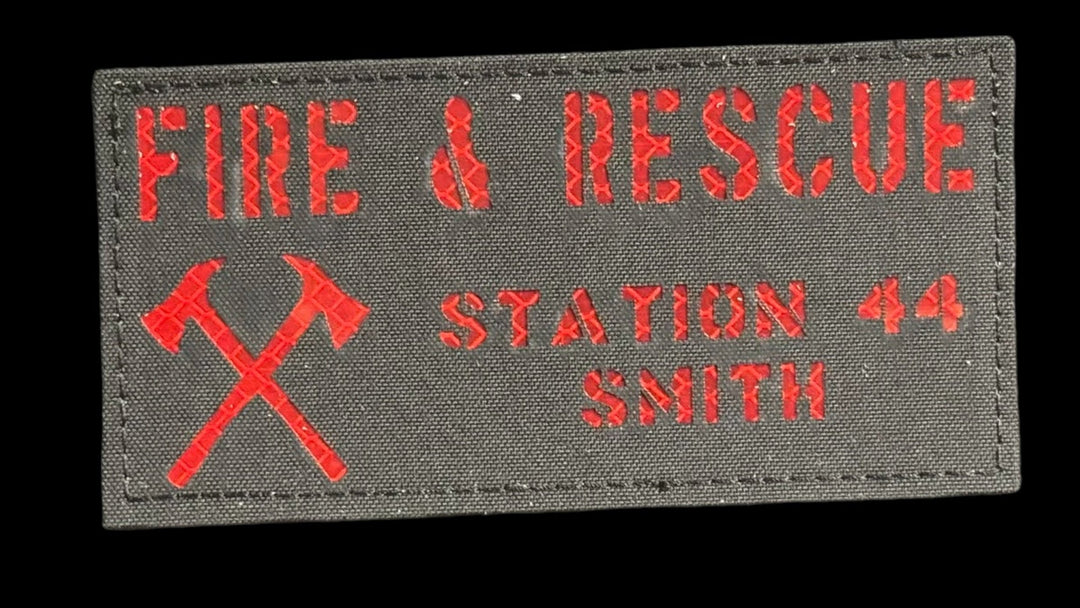 FIRE & RESCUE
STATION 44
SMITH